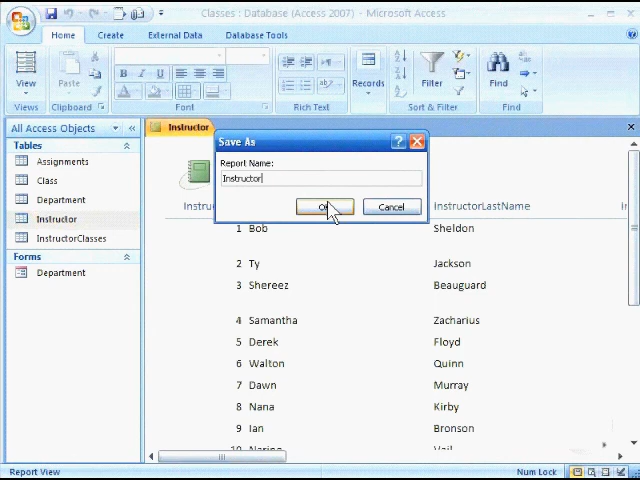 Classes : Database (Access 2007) - Microsoft Access
Home Create External Data Database Tools
View Paste Records Filter Find
B I U
Views Clipboard Font Rich Text Sort & Filter Find
All Access Objects
Instructor
Tables
Assignments
Class
Department
Instructor
InstructorClasses
Forms
Department
Save As
Report Name:
Instructor
OK Cancel
InstructorLastName
1 Bob Sheldon
2 Ty Jackson
3 Shereez Beauguard
4 Samantha Zacharius
5 Derek Floyd
6 Walton Quinn
7 Dawn Murray
8 Nana Kirby
9 Ian Bronson
Report View Num Lock